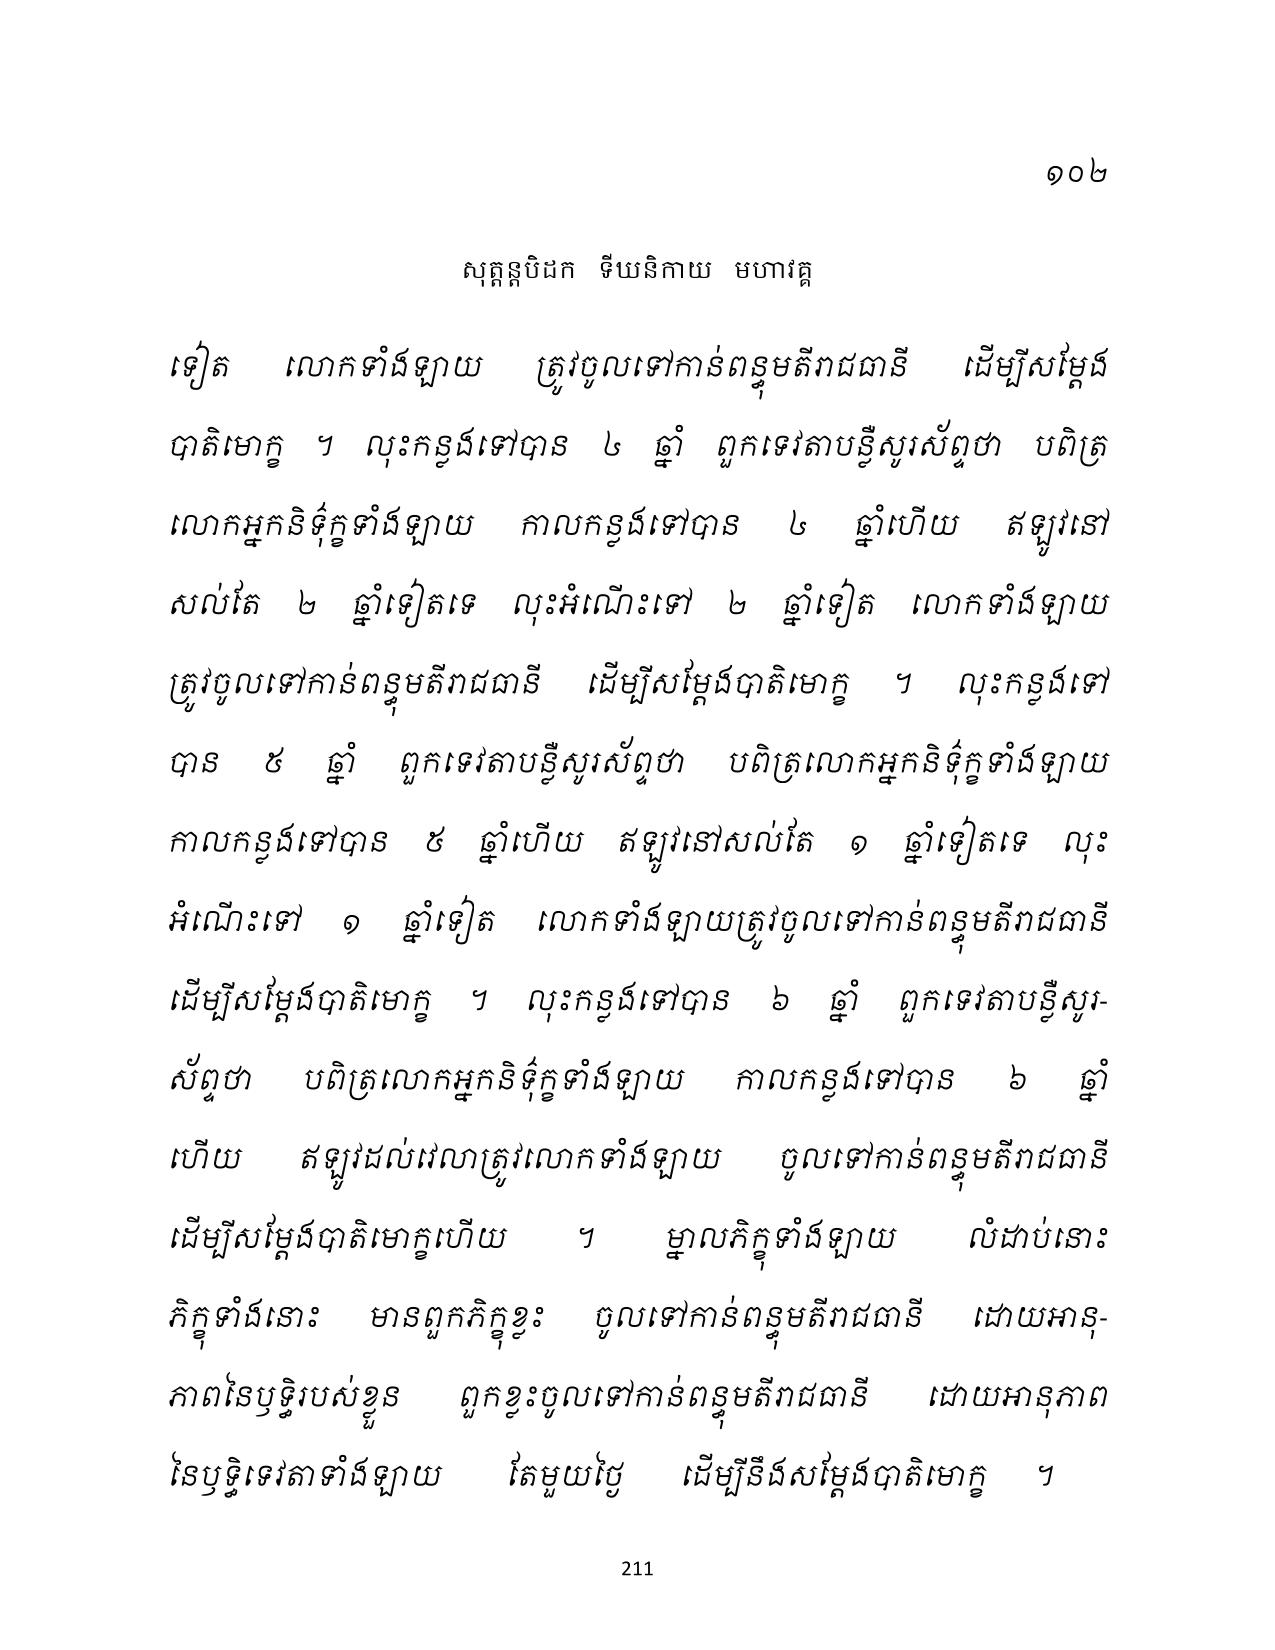 ១០២
សុត្តន្តបិដក ទីឃនិកាយ មហាវគ្គ
ទៀត លោកទាំងឡាយ ត្រូវចូលទៅកាន់ពន្ធុមតីរាជធានី ដើម្បីសម្ដែង
បាតិមោក្ខ ។ លុះកន្លងទៅបាន ៤ ឆ្នាំ ពួកទេវតាបន្លឺសូរស័ព្ទថា បពិត្រ
លោកអ្នកនិទ៌ុក្ខទាំងឡាយ កាលកន្លងទៅបាន ៤ ឆ្នាំហើយ ឥឡូវនៅ
សល់តែ ២ ឆ្នាំទៀតទេ លុះអំណើះទៅ ២ ឆ្នាំទៀត លោកទាំងឡាយ
ត្រូវចូលទៅកាន់ពន្ធុមតីរាជធានី ដើម្បីសម្ដែងបាតិមោក្ខ ។ លុះកន្លងទៅ
បាន ៥ ឆ្នាំ ពួកទេវតាបន្លឺសូរស័ព្ទថា បពិត្រលោកអ្នកនិទ៌ុក្ខទាំងឡាយ
កាលកន្លងទៅបាន ៥ ឆ្នាំហើយ ឥឡូវនៅសល់តែ ១ ឆ្នាំទៀតទេ លុះ
អំណើះទៅ ១ ឆ្នាំទៀត លោកទាំងឡាយត្រូវចូលទៅកាន់ពន្ធុមតីរាជធានី
ដើម្បីសម្ដែងបាតិមោក្ខ ។ លុះកន្លងទៅបាន ៦ ឆ្នាំ ពួកទេវតាបន្លឺសូរ-
ស័ព្ទថា បពិត្រលោកអ្នកនិទ៌ុក្ខទាំងឡាយ កាលកន្លងទៅបាន ៦ ឆ្នាំ
ហើយ ឥឡូវដល់វេលាត្រូវលោកទាំងឡាយ ចូលទៅកាន់ពន្ធុមតីរាជធានី
ដើម្បីសម្ដែងបាតិមោក្ខហើយ ។ ម្នាលភិក្ខុទាំងឡាយ លំដាប់នោះ
ភិក្ខុទាំងនោះ មានពួកភិក្ខុខ្លះ ចូលទៅកាន់ពន្ធុមតីរាជធានី ដោយអានុ-
ភាពនៃឫទ្ធិរបស់ខ្លួន ពួកខ្លះចូលទៅកាន់ពន្ធុមតីរាជធានី ដោយអានុភាព
នៃឫទ្ធិទេវតាទាំងឡាយ តែមួយថ្ងៃ ដើម្បីនឹងសម្ដែងបាតិមោក្ខ ។
211